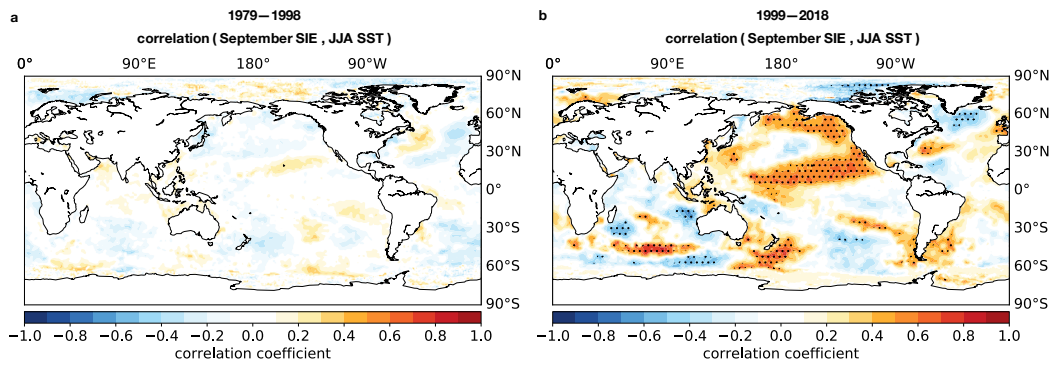 a
1979—1998
correlation ( September SIE , JJA SST )
0° 90°E 180° 90°W
90°N
60°N
30°N
0°
30°S
60°S
90°S
−1.0 −0.8 −0.6 −0.4 −0.2 0.0 0.2 0.4 0.6 0.8 1.0
correlation coefficient
b
1999—2018
correlation ( September SIE , JJA SST )
0° 90°E 180° 90°W
90°N
60°N
30°N
0°
30°S
60°S
90°S
−1.0 −0.8 −0.6 −0.4 −0.2 0.0 0.2 0.4 0.6 0.8 1.0
correlation coefficient